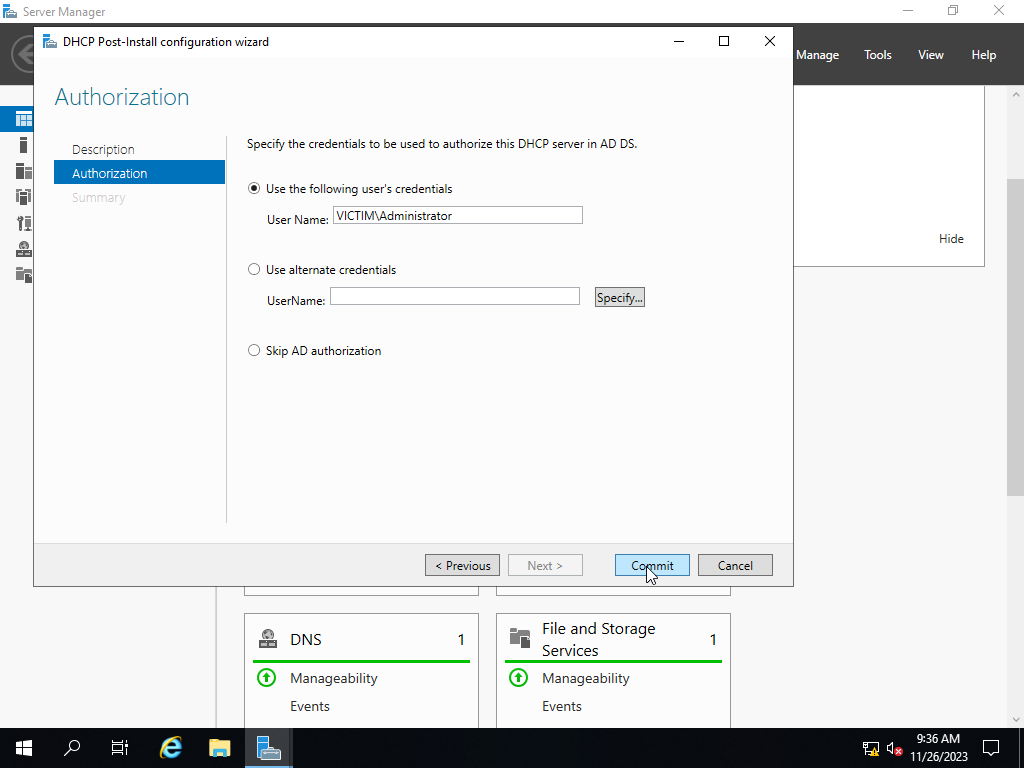 Server Manager
DHCP Post-Install configuration wizard
Manage Tools View Help
Authorization
Description
Authorization
Summary
Specify the credentials to be used to authorize this DHCP server in AD DS.
Use the following user's credentials
User Name: VICTIM\Administrator
Use alternate credentials
UserName: Specify...
Skip AD authorization
Hide
< Previous Next > Commit Cancel
DNS 1
Manageability
Events
File and Storage Services 1
Manageability
Events
9:36 AM
11/26/2023